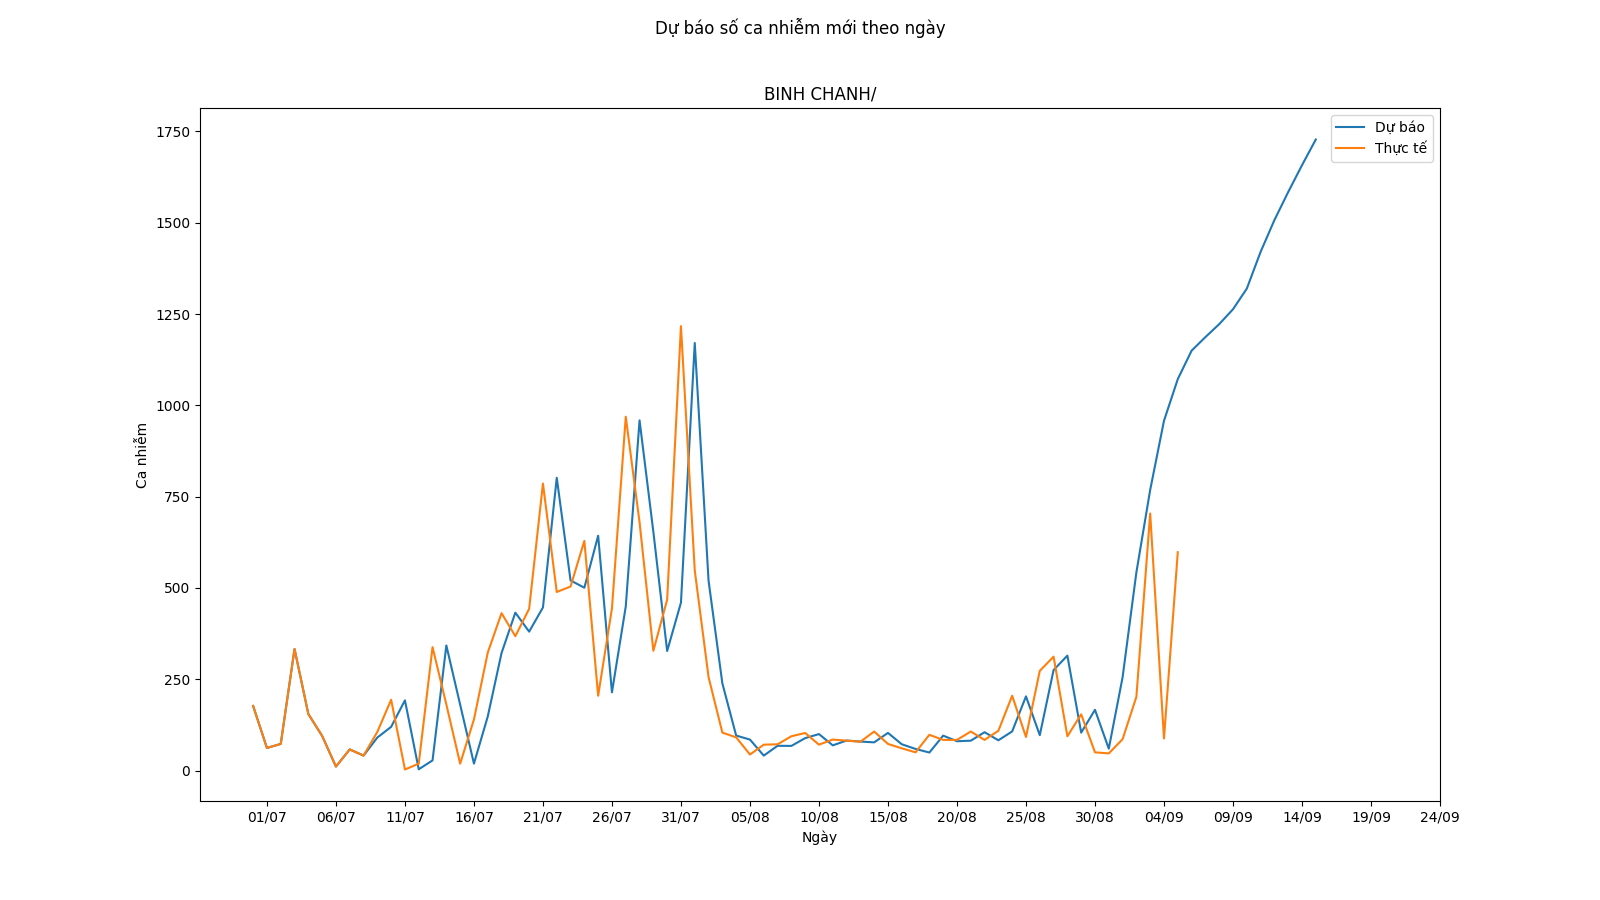 Dự báo số ca nhiễm mới theo ngày
BINH CHANH/
Dự báo
Thực tế
1750
1500
1250
1000
750
500
250
0
Ca nhiễm
01/07 06/07 11/07 16/07 21/07 26/07 31/07 05/08 10/08 15/08 20/08 25/08 30/08 04/09 09/09 14/09 19/09 24/09
Ngày